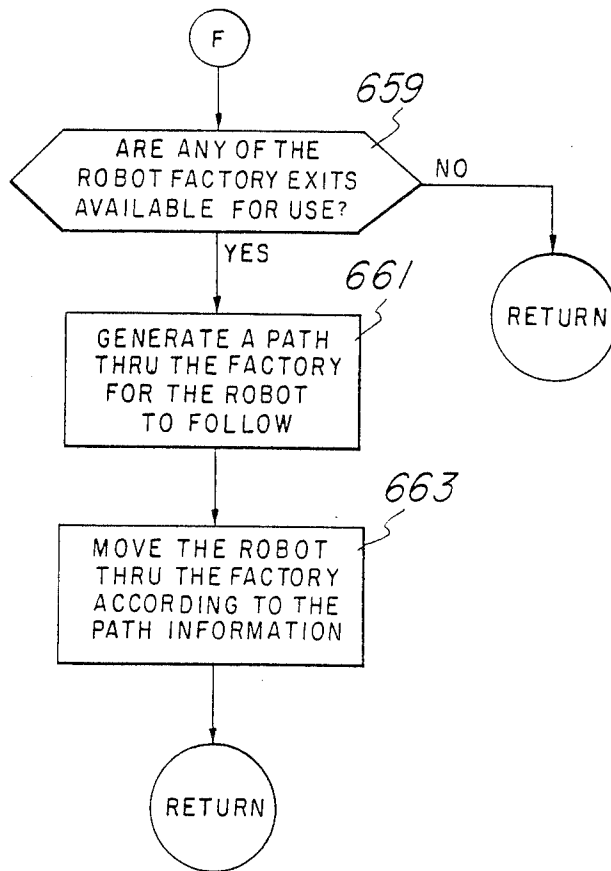 F
659
ARE ANY OF THE
ROBOT FACTORY EXITS
AVAILABLE FOR USE?
NO
YES
RETURN
661
GENERATE A PATH
THRU THE FACTORY
FOR THE ROBOT
TO FOLLOW
663
MOVE THE ROBOT
THRU THE FACTORY
ACCORDING TO THE
PATH INFORMATION
RETURN